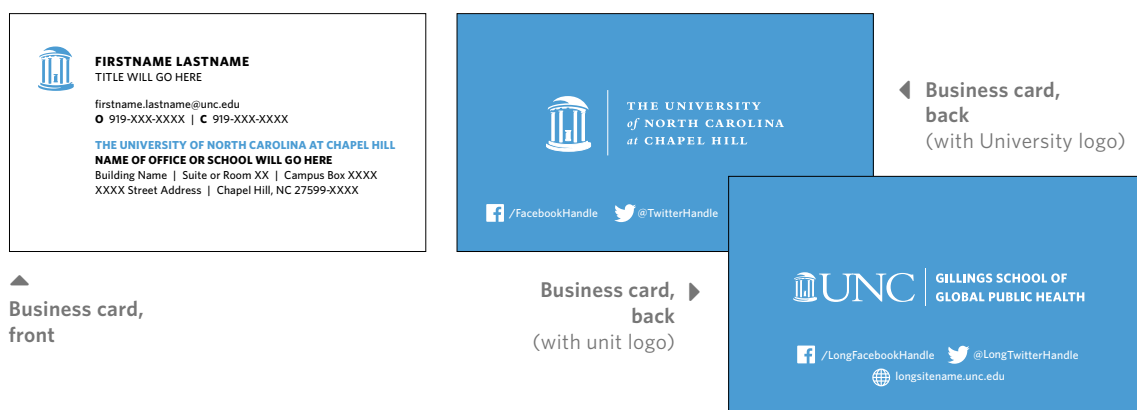 FIRSTNAME LASTNAME
TITLE WILL GO HERE
firstname.lastname@unc.edu
O 919-XXX-XXXX | C 919-XXX-XXXX
THE UNIVERSITY OF NORTH CAROLINA AT CHAPEL HILL
NAME OF OFFICE OR SCHOOL WILL GO HERE
Building Name | Suite or Room XX | Campus Box XXXX
XXXX Street Address | Chapel Hill, NC 27599-XXXX
Business card,
front
THE UNIVERSITY
of NORTH CAROLINA
at CHAPEL HILL
/FacebookHandle @TwitterHandle
Business card,
back
(with University logo)
Business card,
back
(with unit logo)
UNC
GILLINGS SCHOOL OF
GLOBAL PUBLIC HEALTH
/LongFacebookHandle @LongTwitterHandle
longsitename.unc.edu